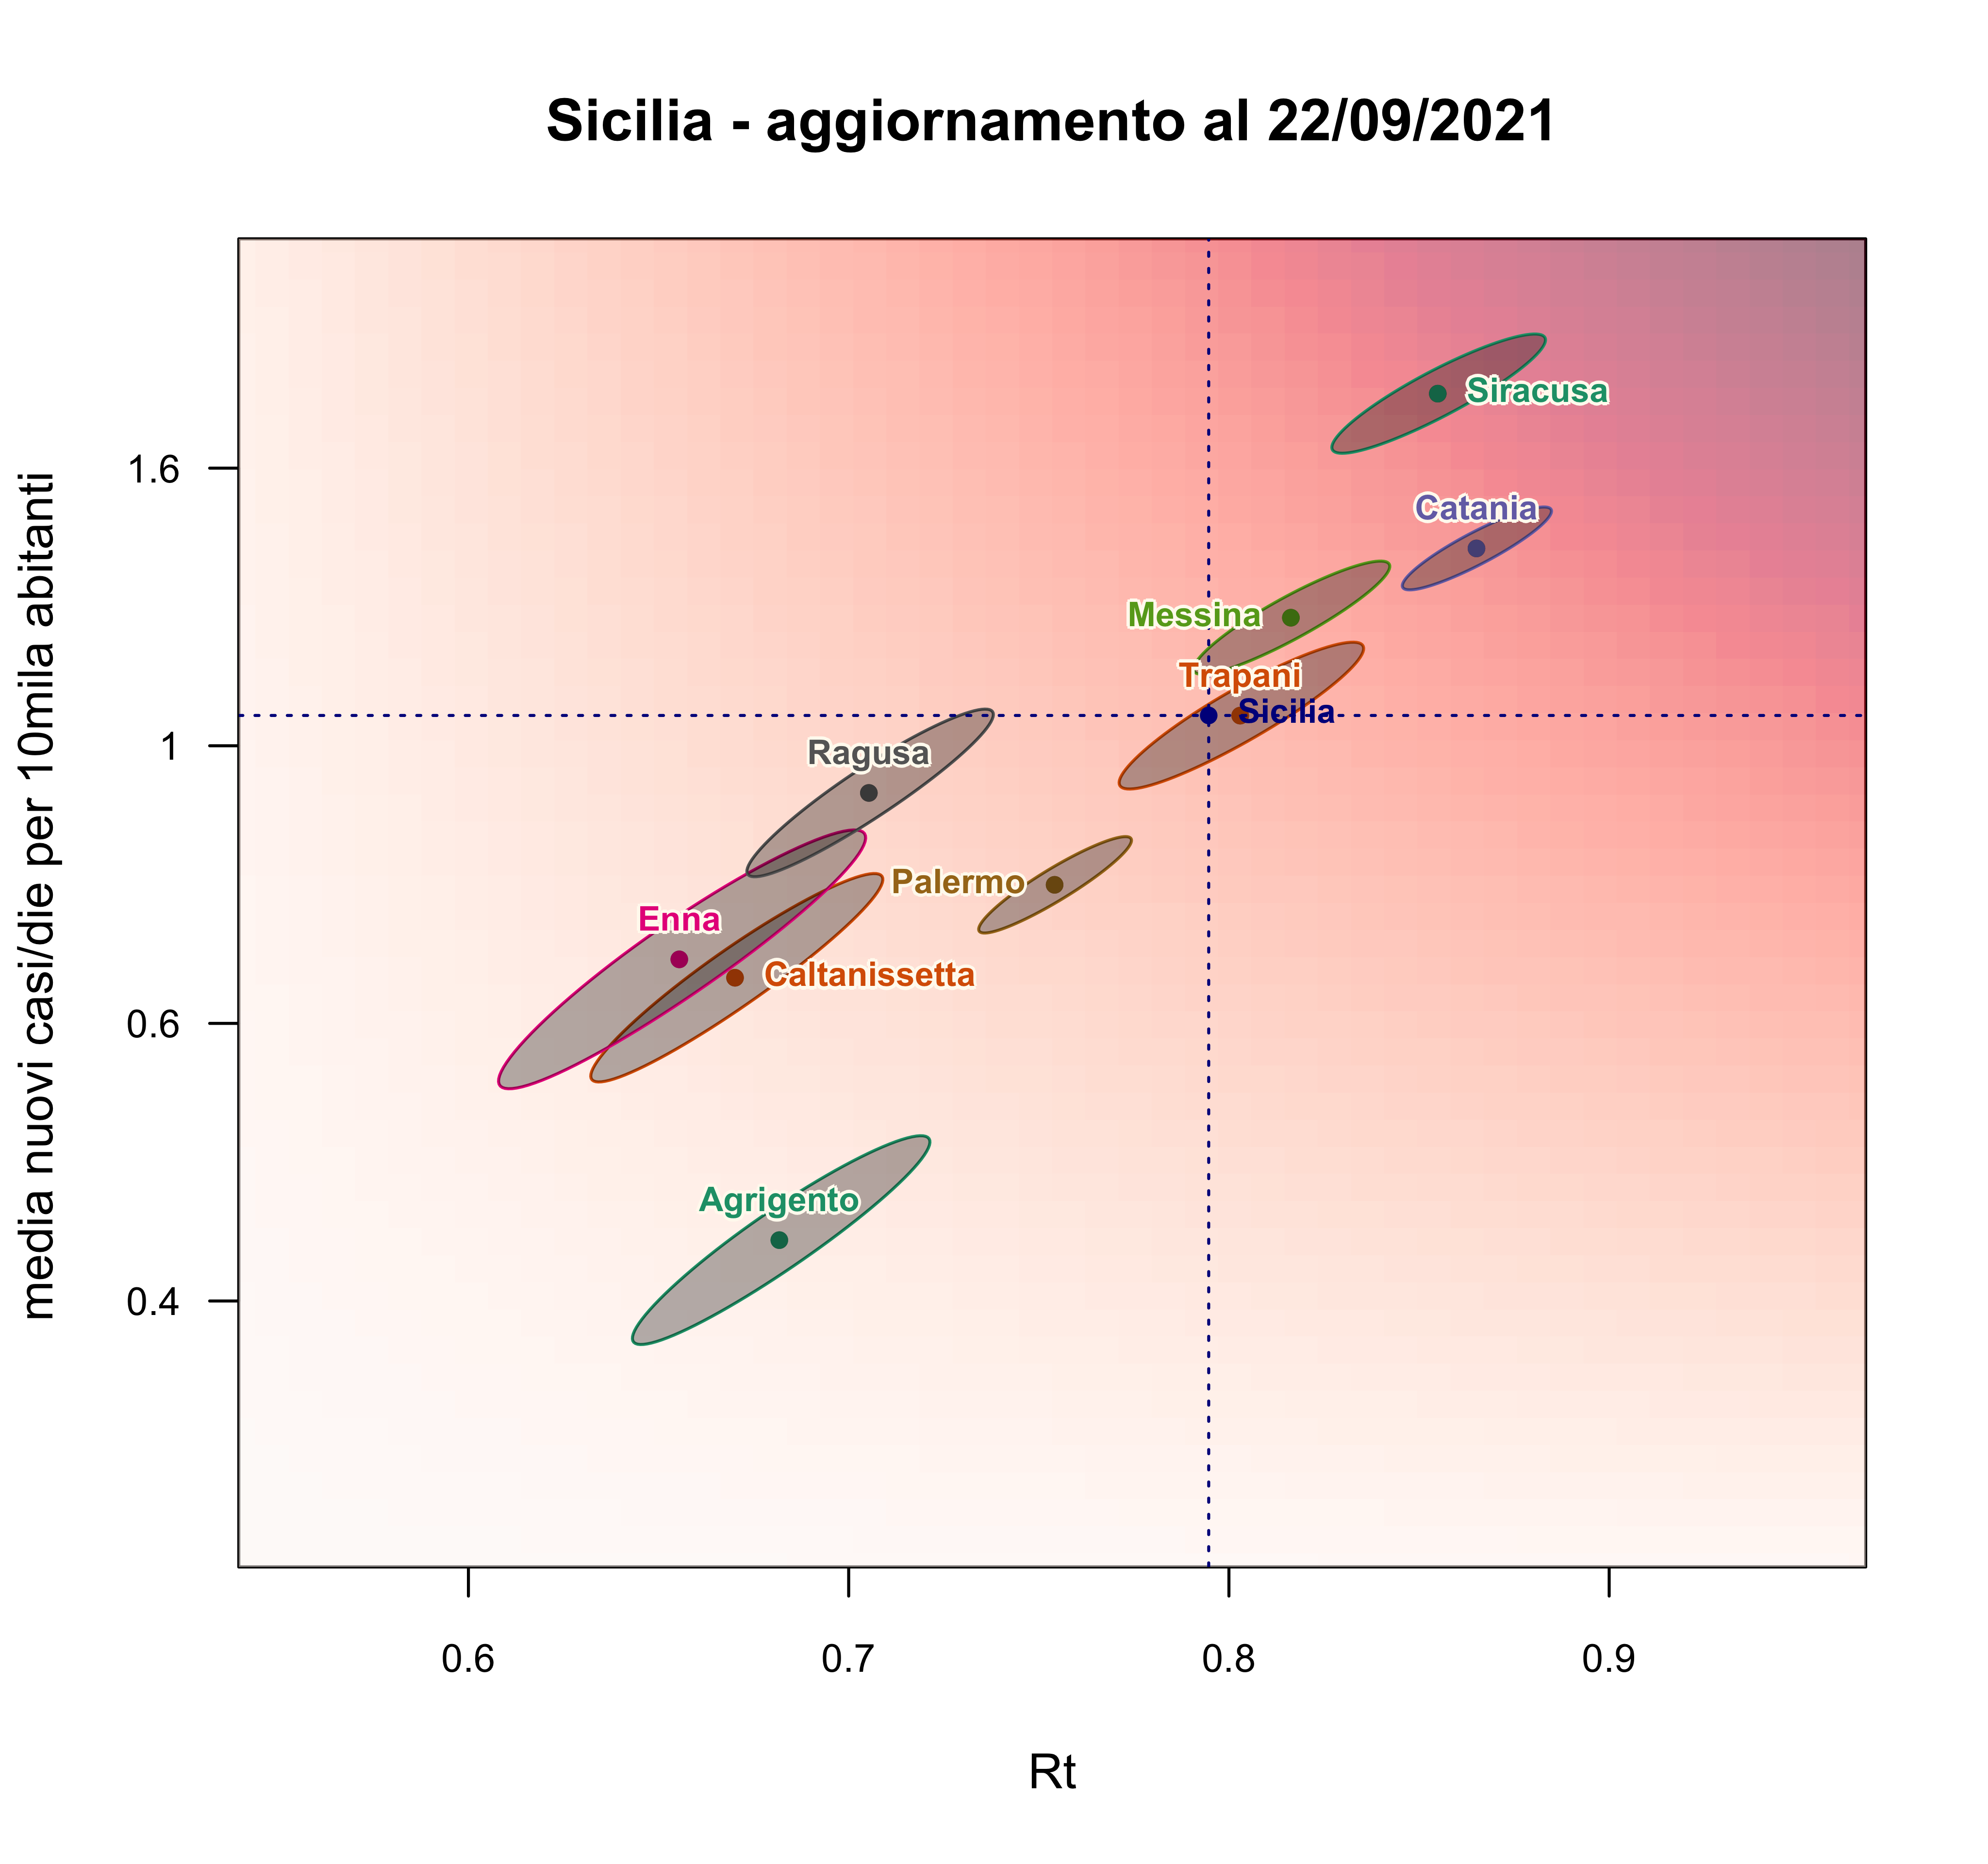 Sicilia - aggiornamento al 22/09/2021
media nuovi casi/die per 10mila abitanti
1.6
1
0.6
0.4
Siracusa
Catania
Messina
Trapani
Sicilia
Ragusa
Palermo
Enna
Caltanissetta
Agrigento
0.6
0.7
0.8
0.9
Rt